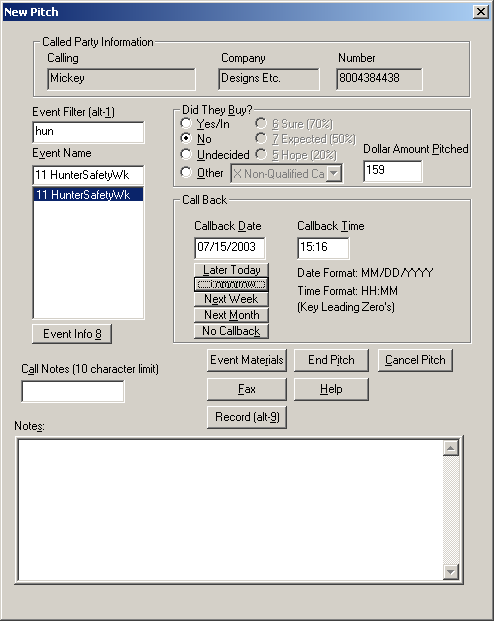 New Pitch
Called Party Information
Calling Company Number
Mickey Designs Etc. 8004384438
Event Filter (alt-1)
hun
Event Name
11 HunterSafetyWk
11 HunterSafetyWk
Event Info 8
Did They Buy?
Yes/In 6 Sure (70%)
No 7 Expected (50%)
Undecided 5 Hope (20%)
Other X Non-Qualified Ca
Dollar Amount Pitched
159
Call Back
Callback Date Callback Time
07/15/2003 15:16
Later Today
Tomorrow
Next Week
Next Month
No Callback
Date Format: MM/DD/YYYY
Time Format: HH:MM
(Key Leading Zero's)
Event Materials End Pitch Cancel Pitch
Fax Help
Record (alt-9)
Call Notes (10 character limit)
Notes: